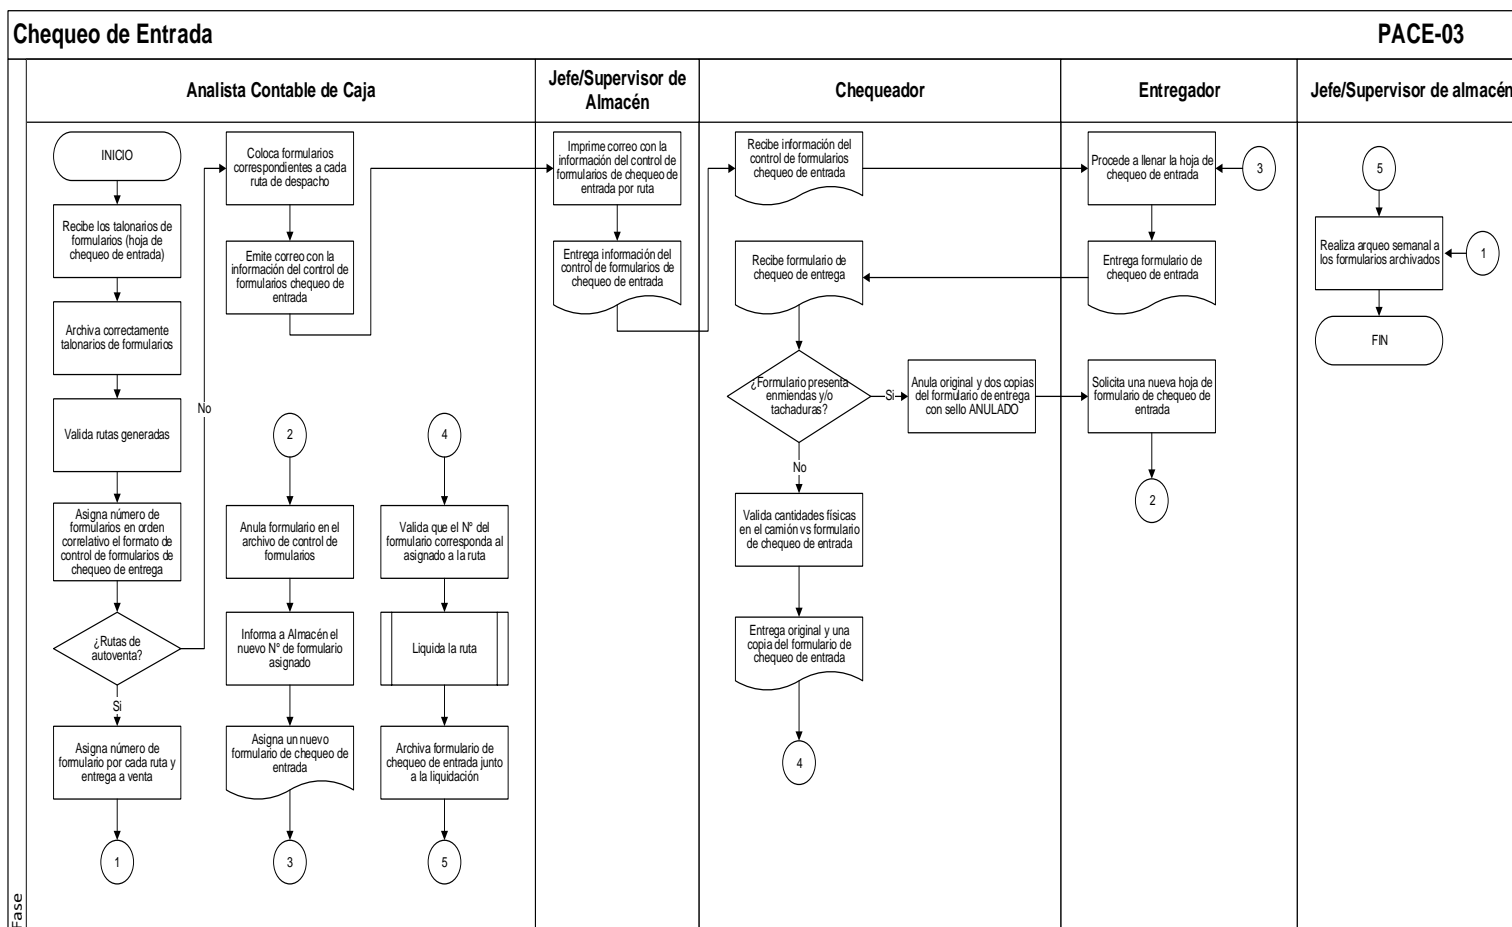 Chequeo de Entrada
PACE-03
Fase
Analista Contable de Caja
Jefe/Supervisor de
Almacén
Chequeador
Entregador
Jefe/Supervisor de almacén
INICIO
Recibe los talonarios de
formularios (hoja de
chequeo de entrada)
Archiva correctamente
talonarios de formularios
Valida rutas generadas
Asigna número de
formularios en orden
correlativo el formato de
control de formularios de
chequeo de entrega
¿Rutas de
autoventa?
No
Si
Asigna número de
formulario por cada ruta y
entrega a venta
1
Coloca formularios
correspondientes a cada
ruta de despacho
Emite correo con la
información del control de
formularios chequeo de
entrada
2
Anula formulario en el
archivo de control de
formularios
Informa a Almacén el
nuevo N° de formulario
asignado
Asigna un nuevo
formulario de chequeo de
entrada
3
4
Valida que el N° del
formulario corresponda al
asignado a la ruta
Liquida la ruta
Archiva formulario de
chequeo de entrada junto
a la liquidación
5
Imprime correo con la
información del control de
formularios de chequeo de
entrada por ruta
Entrega información del
control de formularios de
chequeo de entrada
Recibe información del
control de formularios
chequeo de entrada
Recibe formulario de
chequeo de entrega
¿Formulario presenta
enmiendas y/o
tachaduras?
Si
Anula original y dos copias
del formulario de entrega
con sello ANULADO
No
Valida cantidades físicas
en el camión vs formulario
de chequeo de entrada
Entrega original y una
copia del formulario de
chequeo de entrada
4
Procede a llenar la hoja de
chequeo de entrada
3
Entrega formulario de
chequeo de entrada
Solicita una nueva hoja de
formulario de chequeo de
entrada
2
5
Realiza arqueo semanal a
los formularios archivados
1
FIN